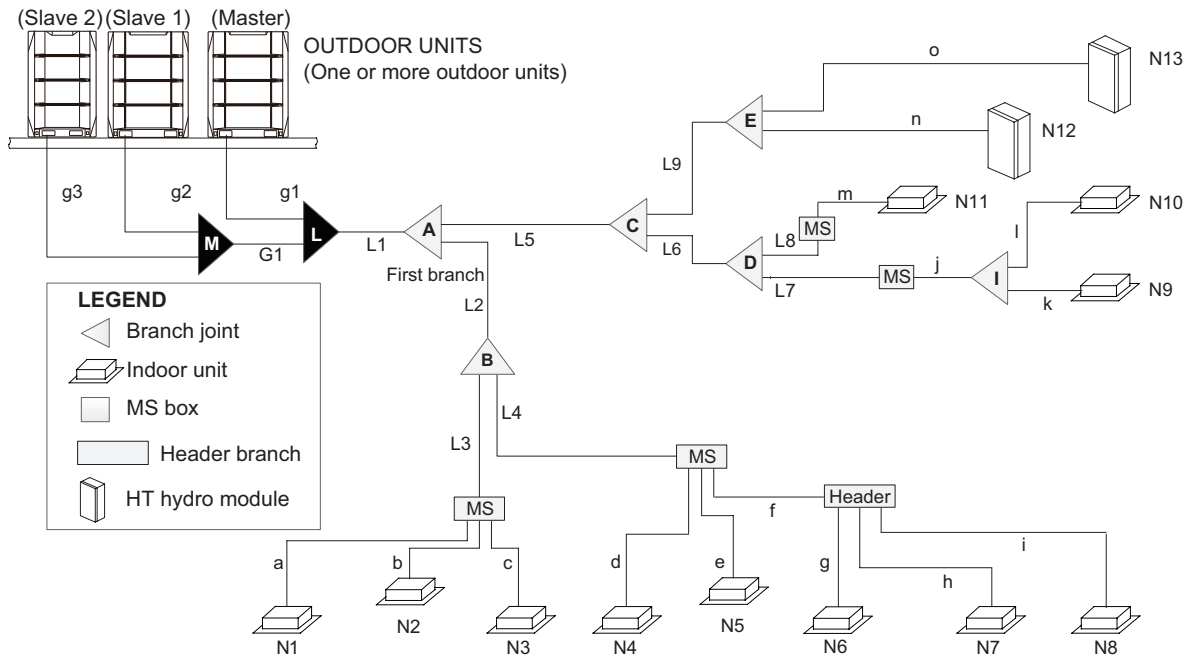 (Slave 2) (Slave 1) (Master)
OUTDOOR UNITS
(One or more outdoor units)
g3
g2
g1
M
G1
L
L1
A
First branch
L5
C
L9
L6
E
o
N13
n
N12
D
L8
MS
m
N11
L7
MS
j
I
l
N10
k
N9
L2
B
L3
L4
MS
MS
f
Header
a
b
c
d
e
g
h
i
N1
N2
N3
N4
N5
N6
N7
N8
LEGEND
Branch joint
Indoor unit
MS box
Header branch
HT hydro module